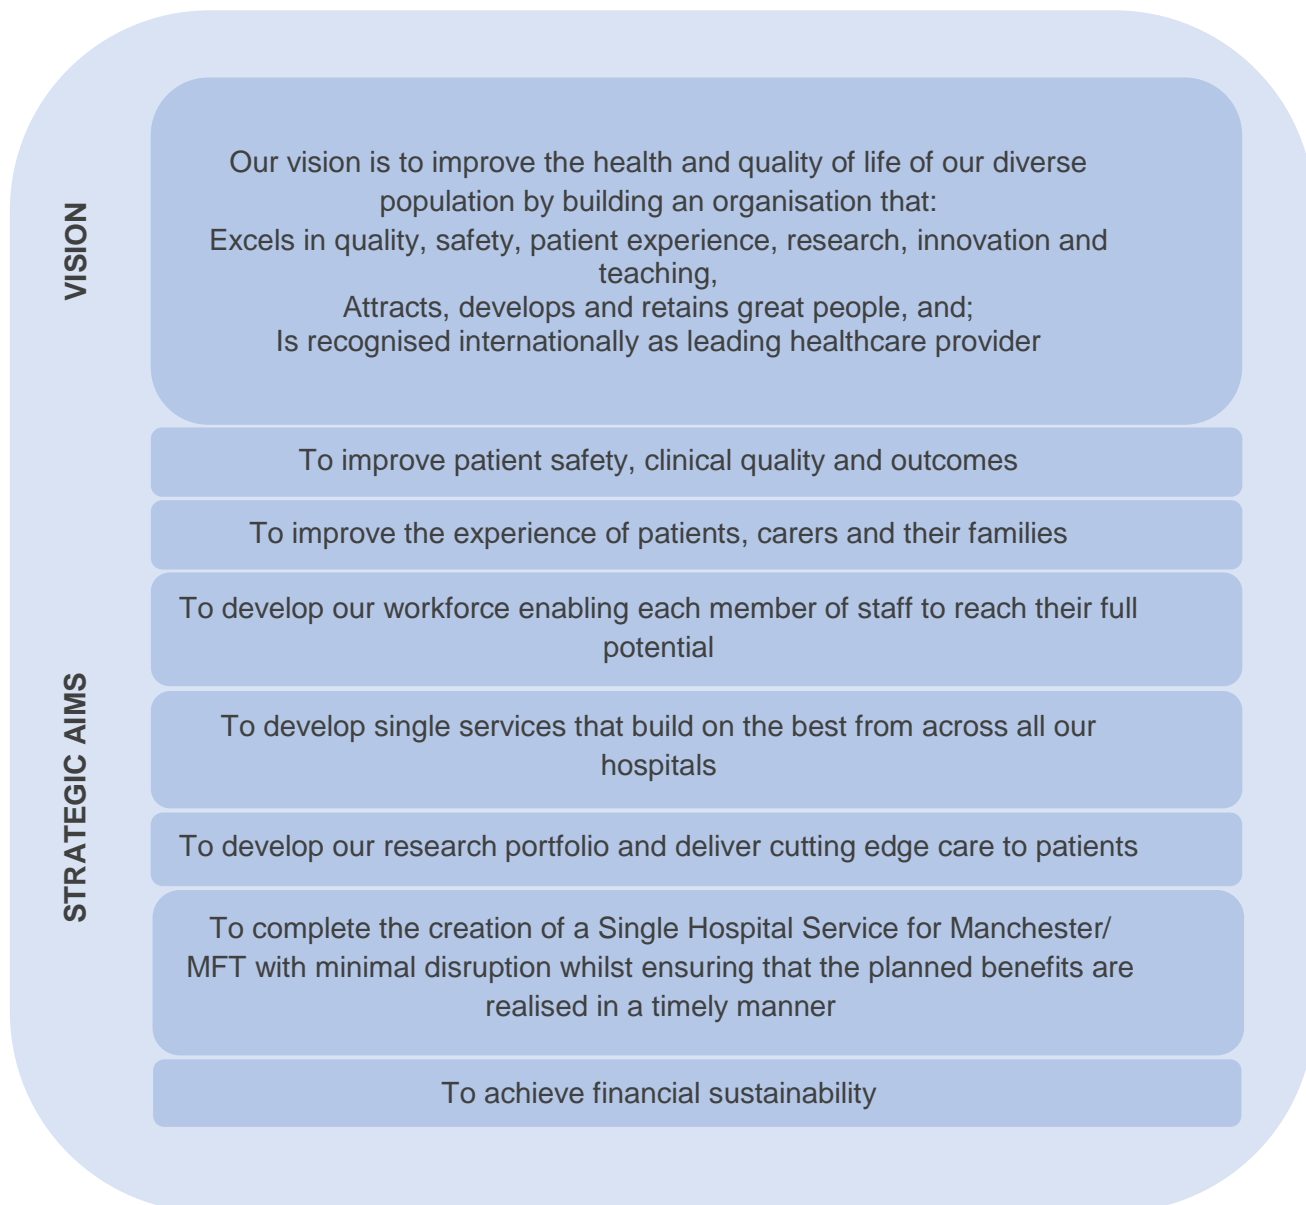 VISION
Our vision is to improve the health and quality of life of our diverse
population by building an organisation that:
Excels in quality, safety, patient experience, research, innovation and
teaching,
Attracts, develops and retains great people, and;
Is recognised internationally as leading healthcare provider
STRATEGIC AIMS
To improve patient safety, clinical quality and outcomes
To improve the experience of patients, carers and their families
To develop our workforce enabling each member of staff to reach their full
potential
To develop single services that build on the best from across all our
hospitals
To develop our research portfolio and deliver cutting edge care to patients
To complete the creation of a Single Hospital Service for Manchester/
MFT with minimal disruption whilst ensuring that the planned benefits are
realised in a timely manner
To achieve financial sustainability